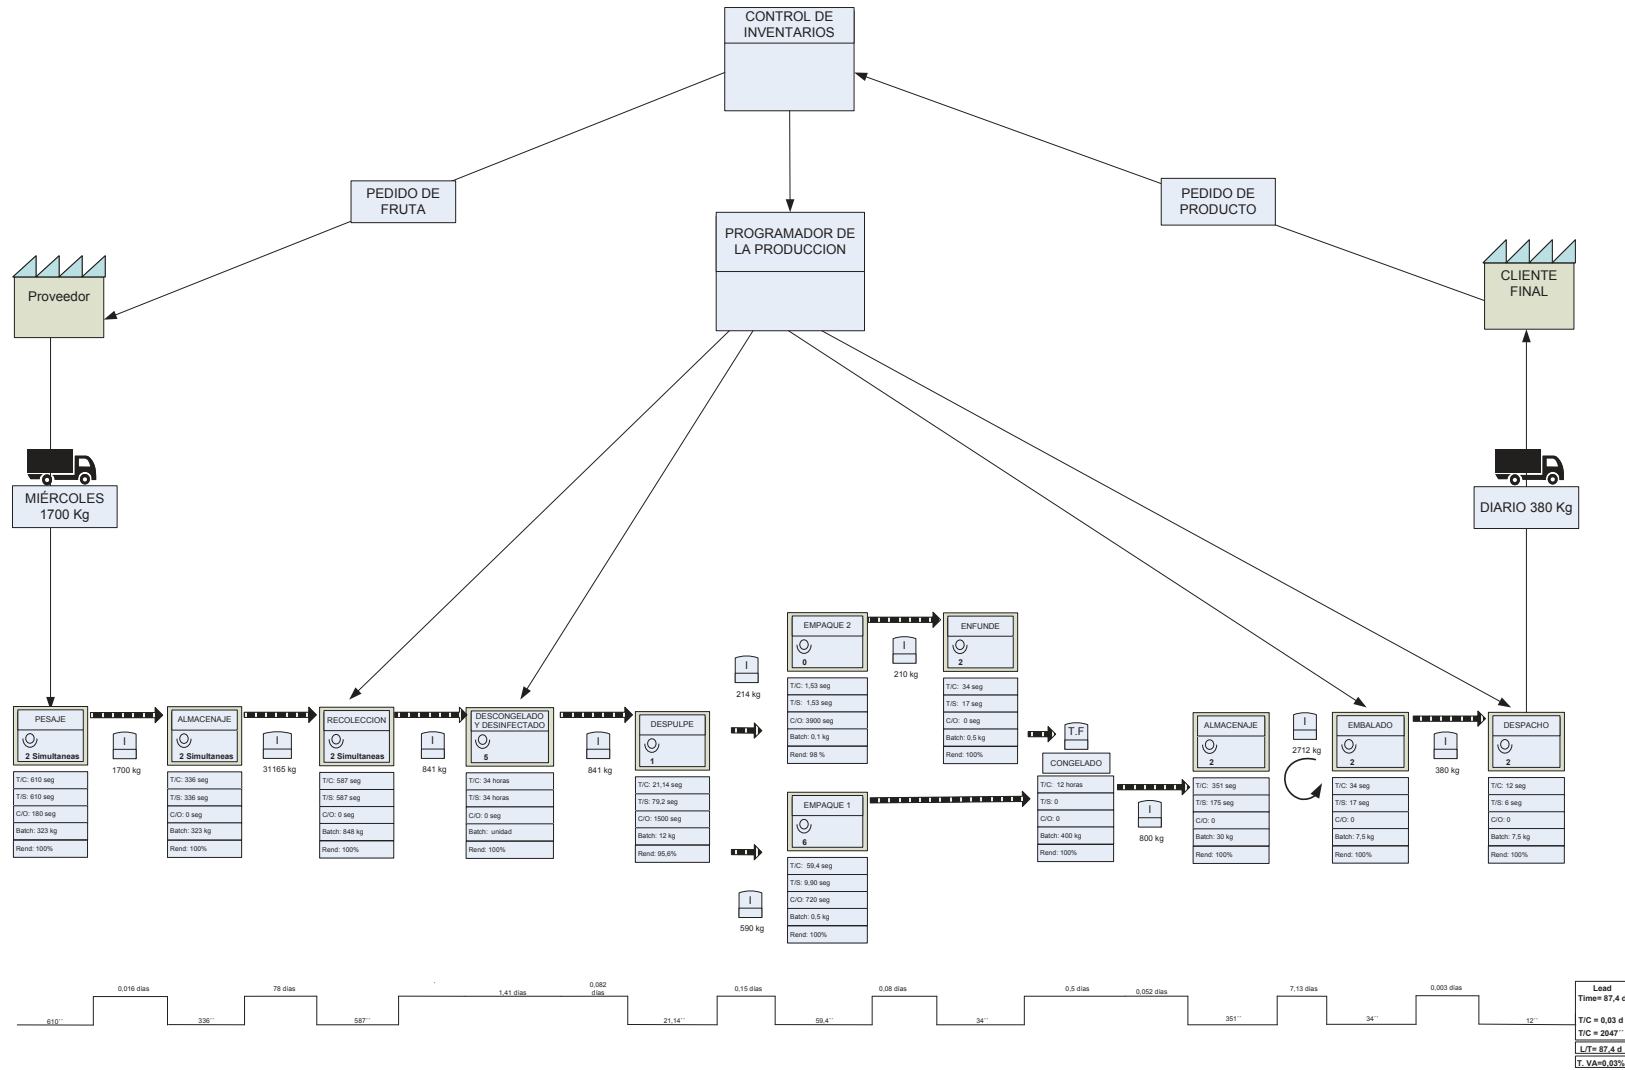 CONTROL DE
INVENTARIOS
PEDIDO DE
FRUTA
PEDIDO DE
PRODUCTO
PROGRAMADOR DE
LA PRODUCCION
Proveedor
CLIENTE
FINAL
MIÉRCOLES
1700 Kg
DIARIO 380 Kg
PESAJE
2 Simultaneas
T/C: 610 seg
T/S: 610 seg
C/O: 180 seg
Batch: 323 kg
Rend: 100%
I
1700 kg
ALMACENAJE
2 Simultaneas
T/C: 336 seg
T/S: 336 seg
C/O: 0 seg
Batch: 323 kg
Rend: 100%
I
31165 kg
RECOLECCION
2 Simultaneas
T/C: 587 seg
T/S: 587 seg
C/O: 0 seg
Batch: 848 kg
Rend: 100%
I
841 kg
DESCONGELADO
Y DESINFECTADO
5
T/C: 34 horas
T/S: 34 horas
C/O: 0 seg
Batch: unidad
Rend: 100%
I
841 kg
DESPULPE
1
T/C: 21,14 seg
T/S: 79,2 seg
C/O: 1500 seg
Batch: 12 kg
Rend: 95,6%
I
214 kg
EMPAQUE 2
0
T/C: 1,53 seg
T/S: 1,53 seg
C/O: 3900 seg
Batch: 0,1 kg
Rend: 98 %
I
210 kg
ENFUNDE
2
T/C: 34 seg
T/S: 17 seg
C/O: 0 seg
Batch: 0,5 kg
Rend: 100%
I
590 kg
EMPAQUE 1
6
T/C: 59,4 seg
T/S: 9,90 seg
C/O: 720 seg
Batch: 0,5 kg
Rend: 100%
T.F
CONGELADO
T/C: 12 horas
T/S: 0
C/O: 0
Batch: 400 kg
Rend: 100%
I
800 kg
ALMACENAJE
2
T/C: 351 seg
T/S: 175 seg
C/O: 0
Batch: 30 kg
Rend: 100%
I
2712 kg
EMBALADO
2
T/C: 34 seg
T/S: 17 seg
C/O: 0
Batch: 7,5 kg
Rend: 100%
I
380 kg
DESPACHO
2
T/C: 12 seg
T/S: 6 seg
C/O: 0
Batch: 7,5 kg
Rend: 100%
610´´
0,016 días
336´´
78 días
587´´
1,41 días
0,082
días
21,14´´
0,15 días
59,4´´
0,08 días
34´´
0,5 días
0,052 días
351´´
7,13 días
34´´
0,003 días
12´´
Lead
Time= 87,4 d
T/C = 0,03 d
T/C = 2047´´
L/T= 87,4 d
T. VA=0,03%